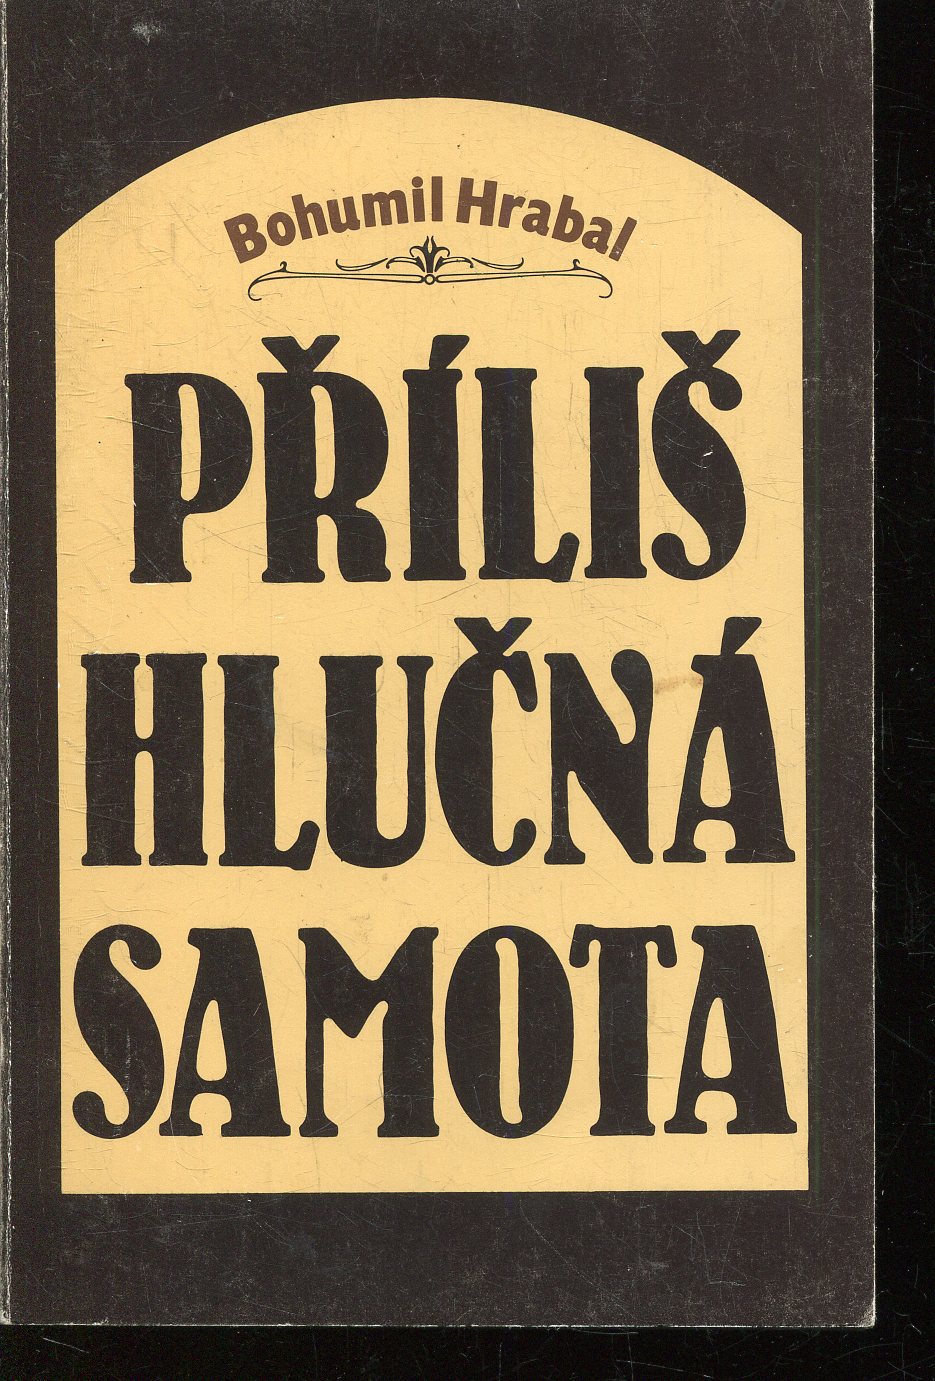 Bohumil Hrabal
PŘÍLIŠ
HLUČNÁ
SAMOTA